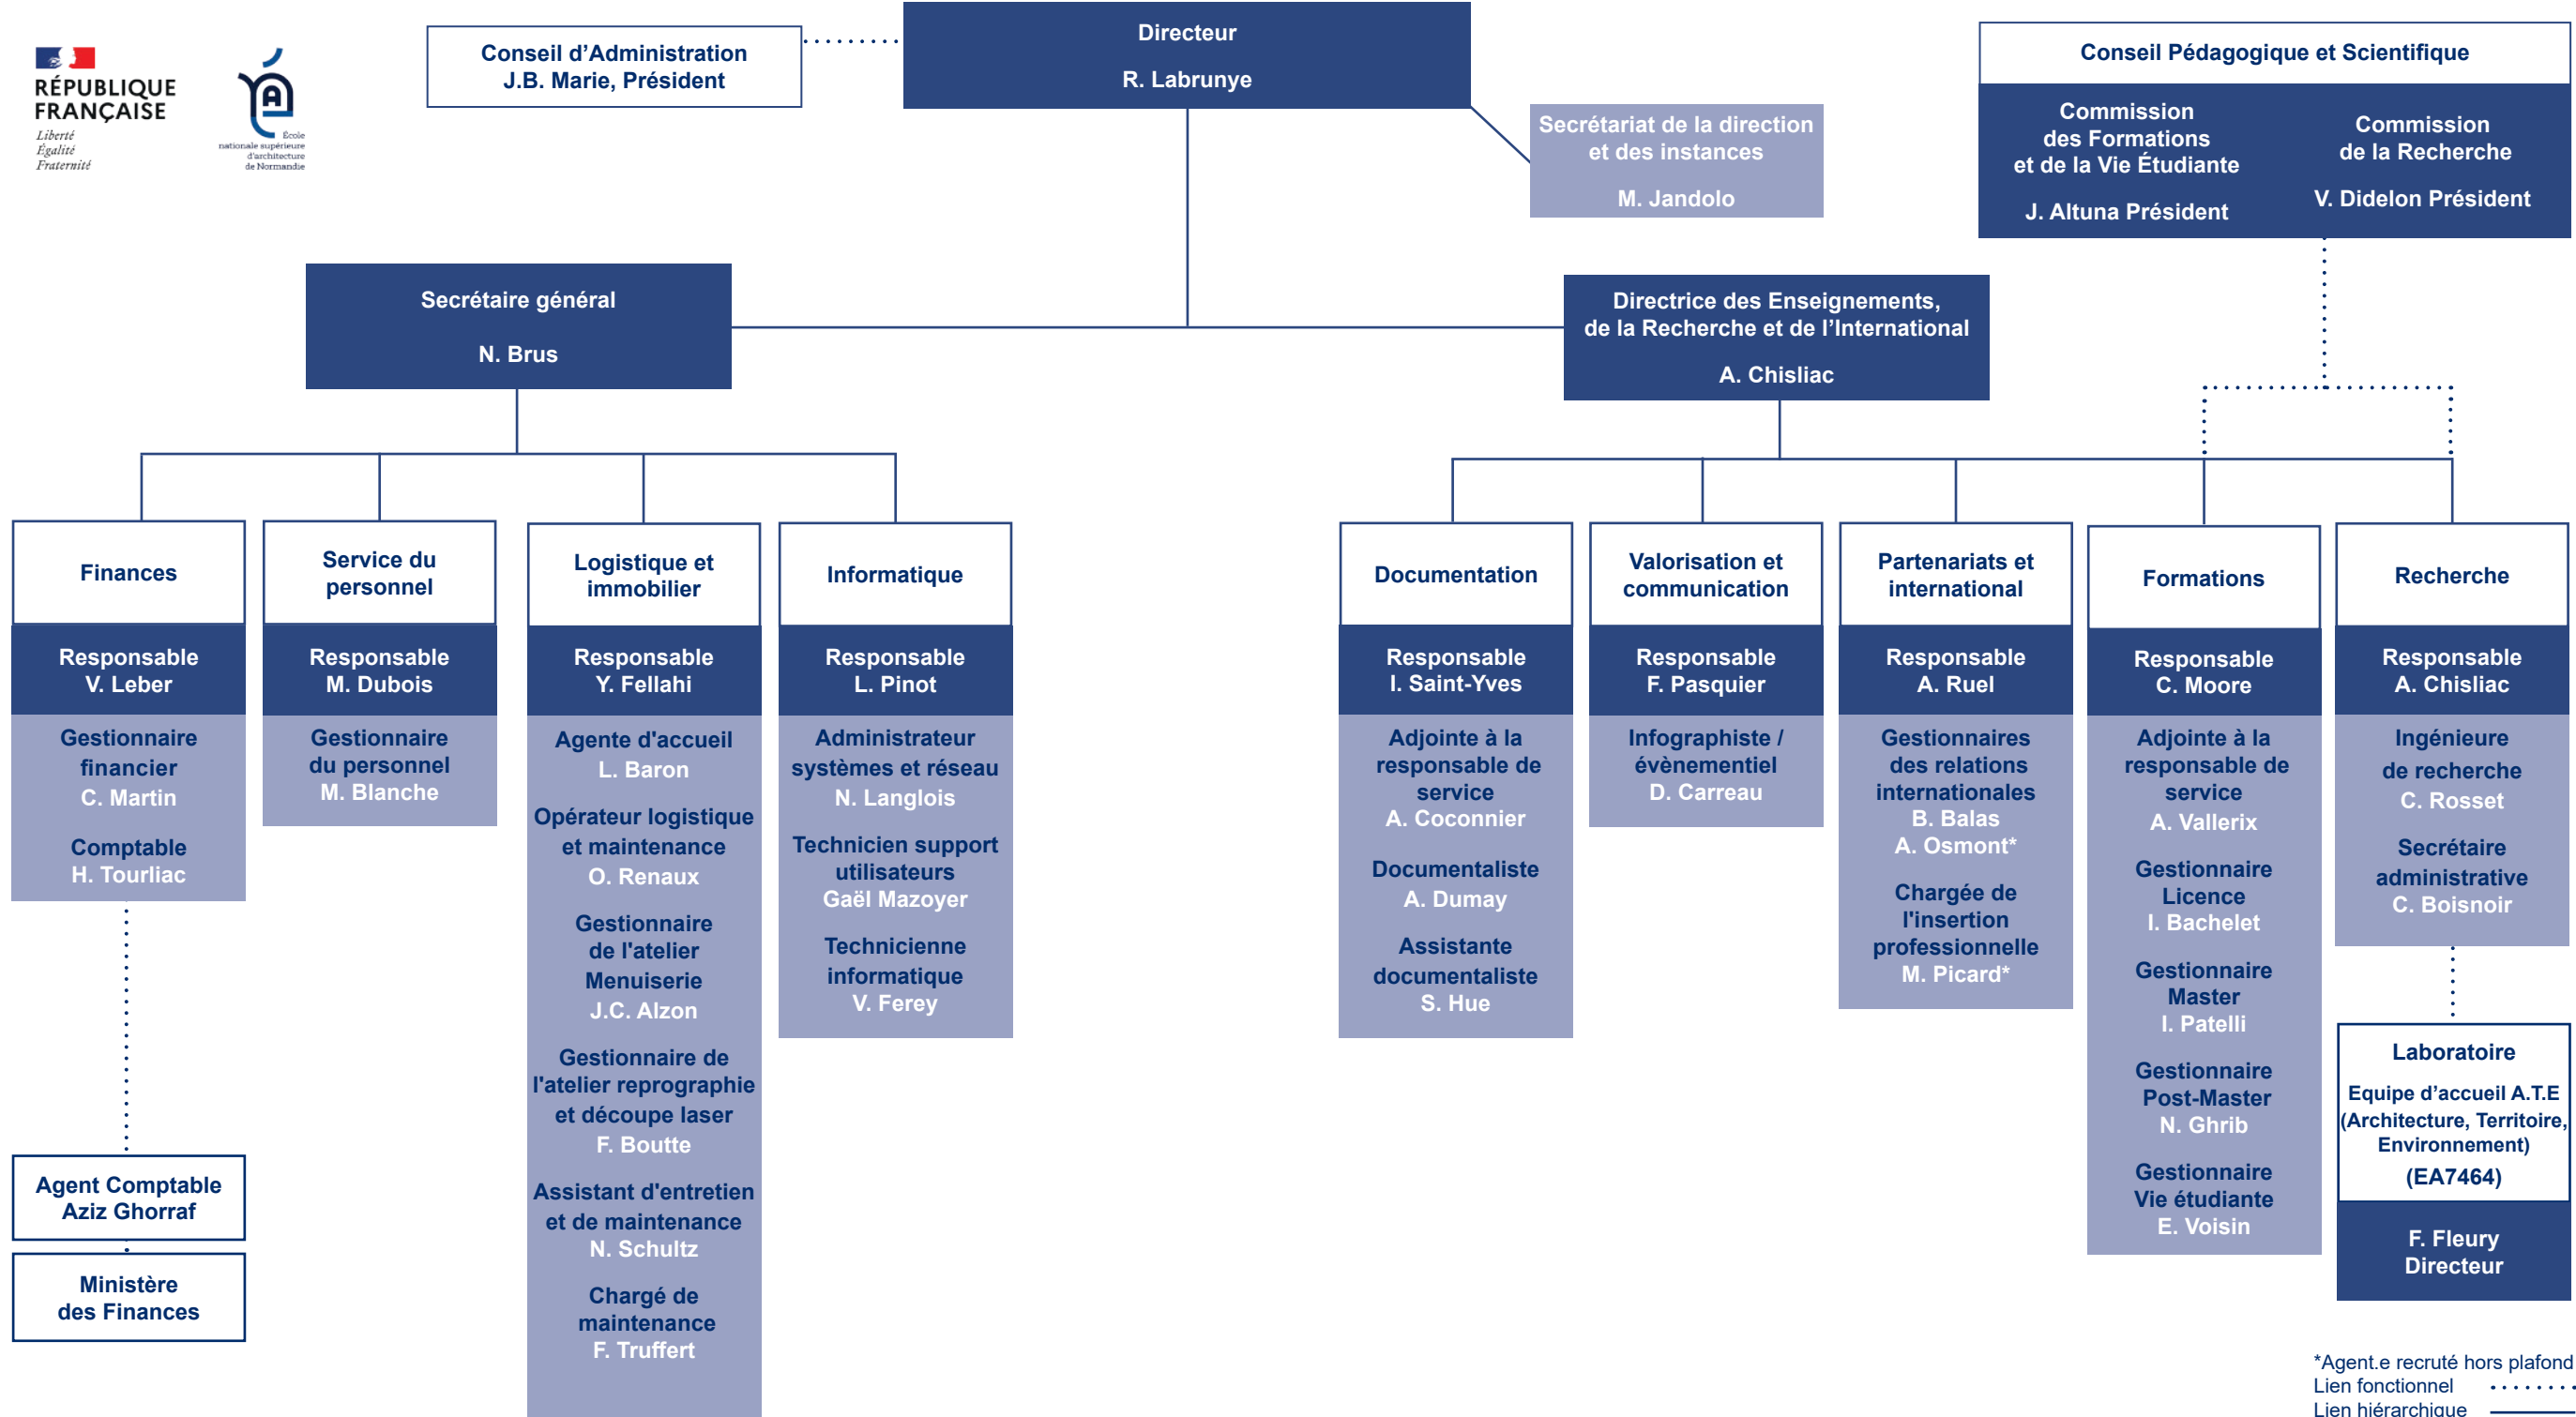 RÉPUBLIQUE
FRANÇAISE
Liberté
Égalité
Fraternité
École
nationale supérieure
d'architecture
de Normandie
Conseil d'Administration
J.B. Marie, Président
Directeur
R. Labrunye
Secrétariat de la direction
et des instances
M. Jandolo
Conseil Pédagogique et Scientifique
Commission
des Formations
et de la Vie Étudiante
J. Altuna Président
Commission
de la Recherche
V. Didelon Président
Secrétaire général
N. Brus
Directrice des Enseignements,
de la Recherche et de l'International
A. Chisliac
Finances
Responsable
V. Leber
Gestionnaire
financier
C. Martin
Comptable
H. Tourliac
Agent Comptable
Aziz Ghorraf
Ministère
des Finances
Service du
personnel
Responsable
M. Dubois
Gestionnaire
du personnel
M. Blanche
Logistique et
immobilier
Responsable
Y. Fellahi
Agente d'accueil
L. Baron
Opérateur logistique
et maintenance
O. Renaux
Gestionnaire
de l'atelier
Menuiserie
J.C. Alzon
Gestionnaire de
l'atelier reprographie
et découpe laser
F. Boutte
Assistant d'entretien
et de maintenance
N. Schultz
Chargé de
maintenance
F. Truffert
Informatique
Responsable
L. Pinot
Administrateur
systèmes et réseau
N. Langlois
Technicien support
utilisateurs
Gaël Mazoyer
Technicienne
informatique
V. Ferey
Documentation
Responsable
I. Saint-Yves
Adjointe à la
responsable de
service
A. Coconnier
Documentaliste
A. Dumay
Assistante
documentaliste
S. Hue
Valorisation et
communication
Responsable
F. Pasquier
Infographiste /
évènementiel
D. Carreau
Partenariats et
international
Responsable
A. Ruel
Gestionnaires
des relations
internationales
B. Balas
A. Osmont*
Chargée de
l'insertion
professionnelle
M. Picard*
Formations
Responsable
C. Moore
Adjointe à la
responsable de
service
A. Vallerix
Gestionnaire
Licence
I. Bachelet
Gestionnaire
Master
I. Patelli
Gestionnaire
Post-Master
N. Ghrib
Gestionnaire
Vie étudiante
E. Voisin
Recherche
Responsable
A. Chisliac
Ingénieure
de recherche
C. Rosset
Secrétaire
administrative
C. Boisnoir
Laboratoire
Equipe d'accueil A.T.E
(Architecture, Territoire,
Environnement)
(EA7464)
F. Fleury
Directeur
*Agent.e recruté hors plafond
Lien fonctionnel
Lien hiérarchique